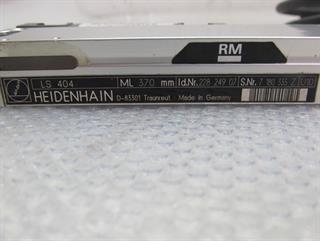 RM
LS 404 ML 370 mm Id.Nr. 228 249 07 S.Nr. 7 180 335 Z
HEIDENHAIN D-83301 Traunreut Made in Germany